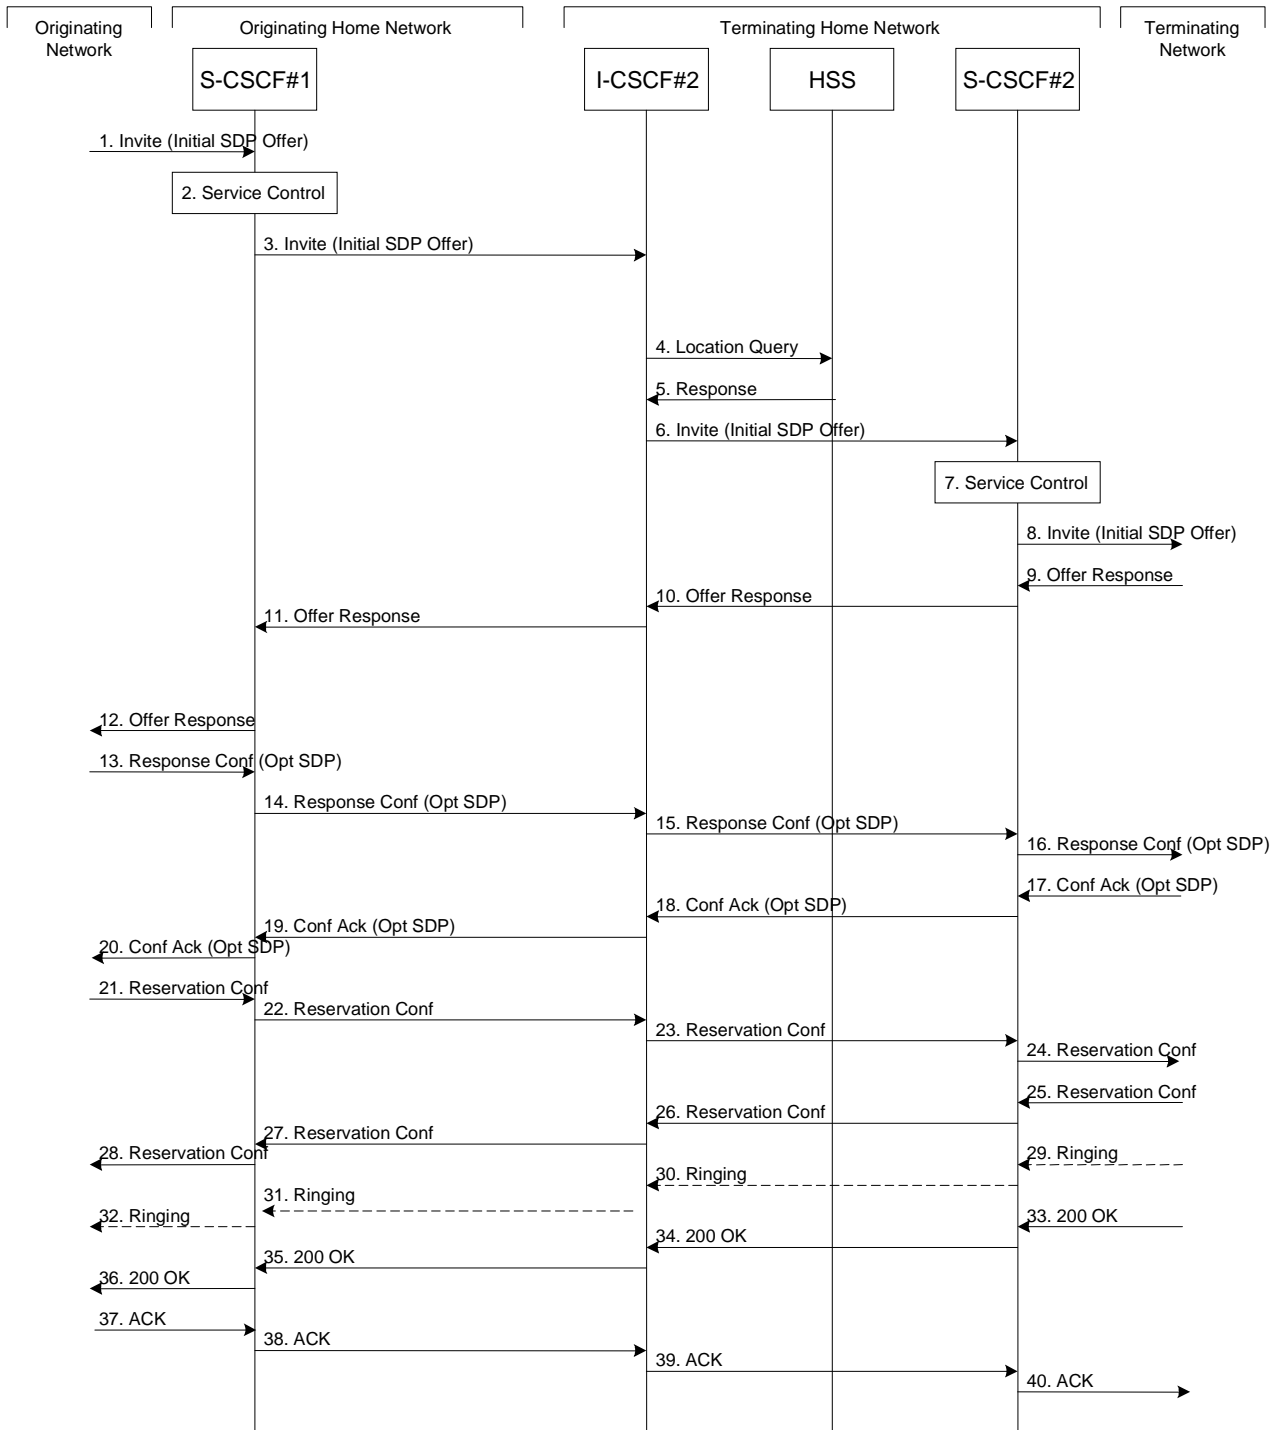 Originating
Network
Originating Home Network
Terminating Home Network
Terminating
Network
S-CSCF#1
I-CSCF#2
HSS
S-CSCF#2
1. Invite (Initial SDP Offer)
2. Service Control
3. Invite (Initial SDP Offer)
4. Location Query
5. Response
6. Invite (Initial SDP Offer)
7. Service Control
8. Invite (Initial SDP Offer)
9. Offer Response
10. Offer Response
11. Offer Response
12. Offer Response
13. Response Conf (Opt SDP)
14. Response Conf (Opt SDP)
15. Response Conf (Opt SDP)
16. Response Conf (Opt SDP)
17. Conf Ack (Opt SDP)
18. Conf Ack (Opt SDP)
19. Conf Ack (Opt SDP)
20. Conf Ack (Opt SDP)
21. Reservation Conf
22. Reservation Conf
23. Reservation Conf
24. Reservation Conf
25. Reservation Conf
26. Reservation Conf
27. Reservation Conf
28. Reservation Conf
29. Ringing
30. Ringing
31. Ringing
32. Ringing
33. 200 OK
34. 200 OK
35. 200 OK
36. 200 OK
37. ACK
38. ACK
39. ACK
40. ACK